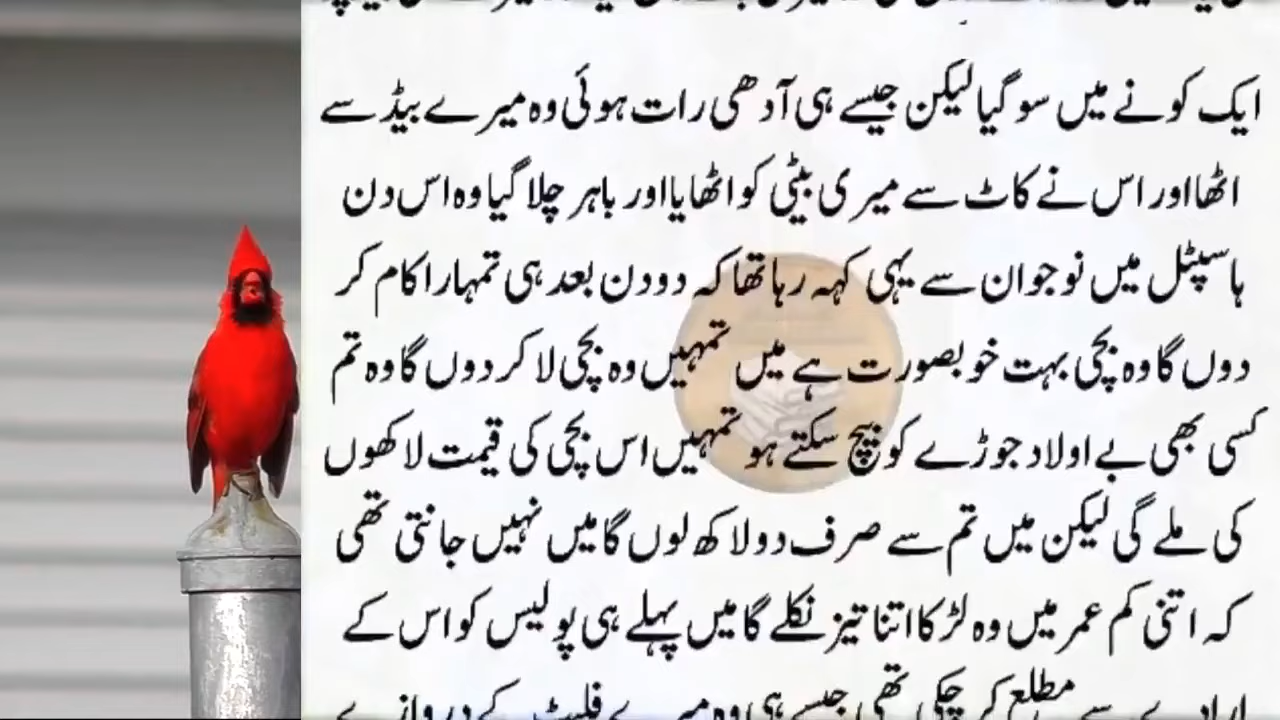 ایک کونے میں سو گیا لیکن جیسے ہی آدھی رات ہوئی وہ میرے بیڈ سے
اٹھا اور اس نے کاٹ سے میری بیٹی کو اٹھایا اور باہر چلا گیا وہ اس دن
ہاسپٹل میں نوجوان سے یہی کہہ رہا تھا کہ دو دن بعد ہی تمہارا کام کر
دوں گا وہ بچی بہت خوبصورت ہے میں تمہیں وہ بچی لا کر دوں گا وہ تم
کسی بھی بے اولاد جوڑے کو بیچ سکتے ہو تمہیں اس بچی کی قیمت لاکھوں
کی ملے گی لیکن میں تم سے صرف دو لاکھ لوں گا میں نہیں جانتی تھی
کہ اتنی کم عمر میں وہ لڑکا اتنا تیز نکلے گا میں پہلے ہی پولیس کو اس کے
ارادے سے مطلع کر چکی تھی جیسے ہی وہ میرے فلیٹ کے دروازے